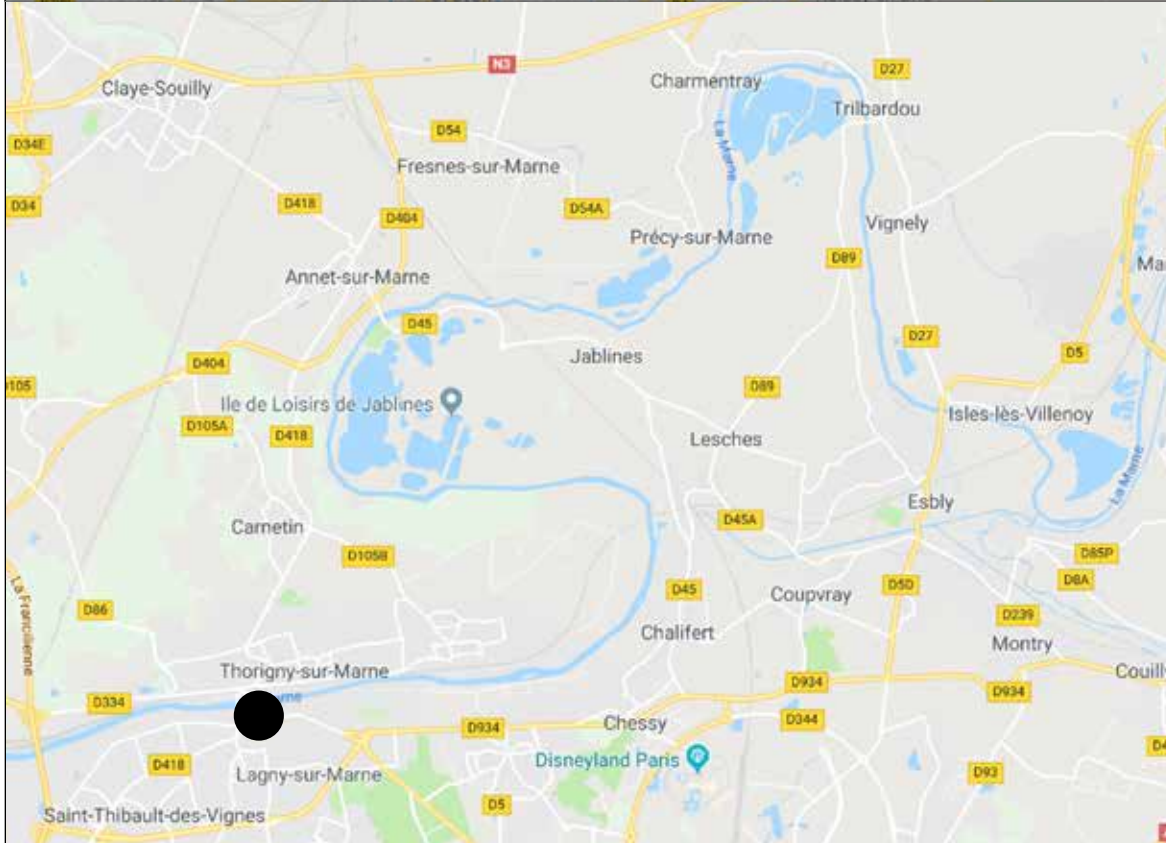 N3
Charmentray
D27
Claye-Souilly
Trilbardou
D54
D34E
La Marne
Fresnes-sur-Marne
D418
D54A
D34
D404
Vignely
Précy-sur-Marne
D89
Annet-sur-Marne
D45
D27
Jablines
D5
D404
D105
D89
Ile de Loisirs de Jablines
Isles-lès-Villenoy
D105A
D418
Lesches
La Marne
Esbly
D45A
Carnetin
D105B
D85P
D8A
La Francilienne
D5D
D45
Coupvray
D86
D239
Chalifert
Montry
Thorigny-sur-Marne
D934
D934
D334
Chessy
D934
D344
Disneyland Paris
D418
Lagny-sur-Marne
D93
D5
Saint-Thibault-des-Vignes